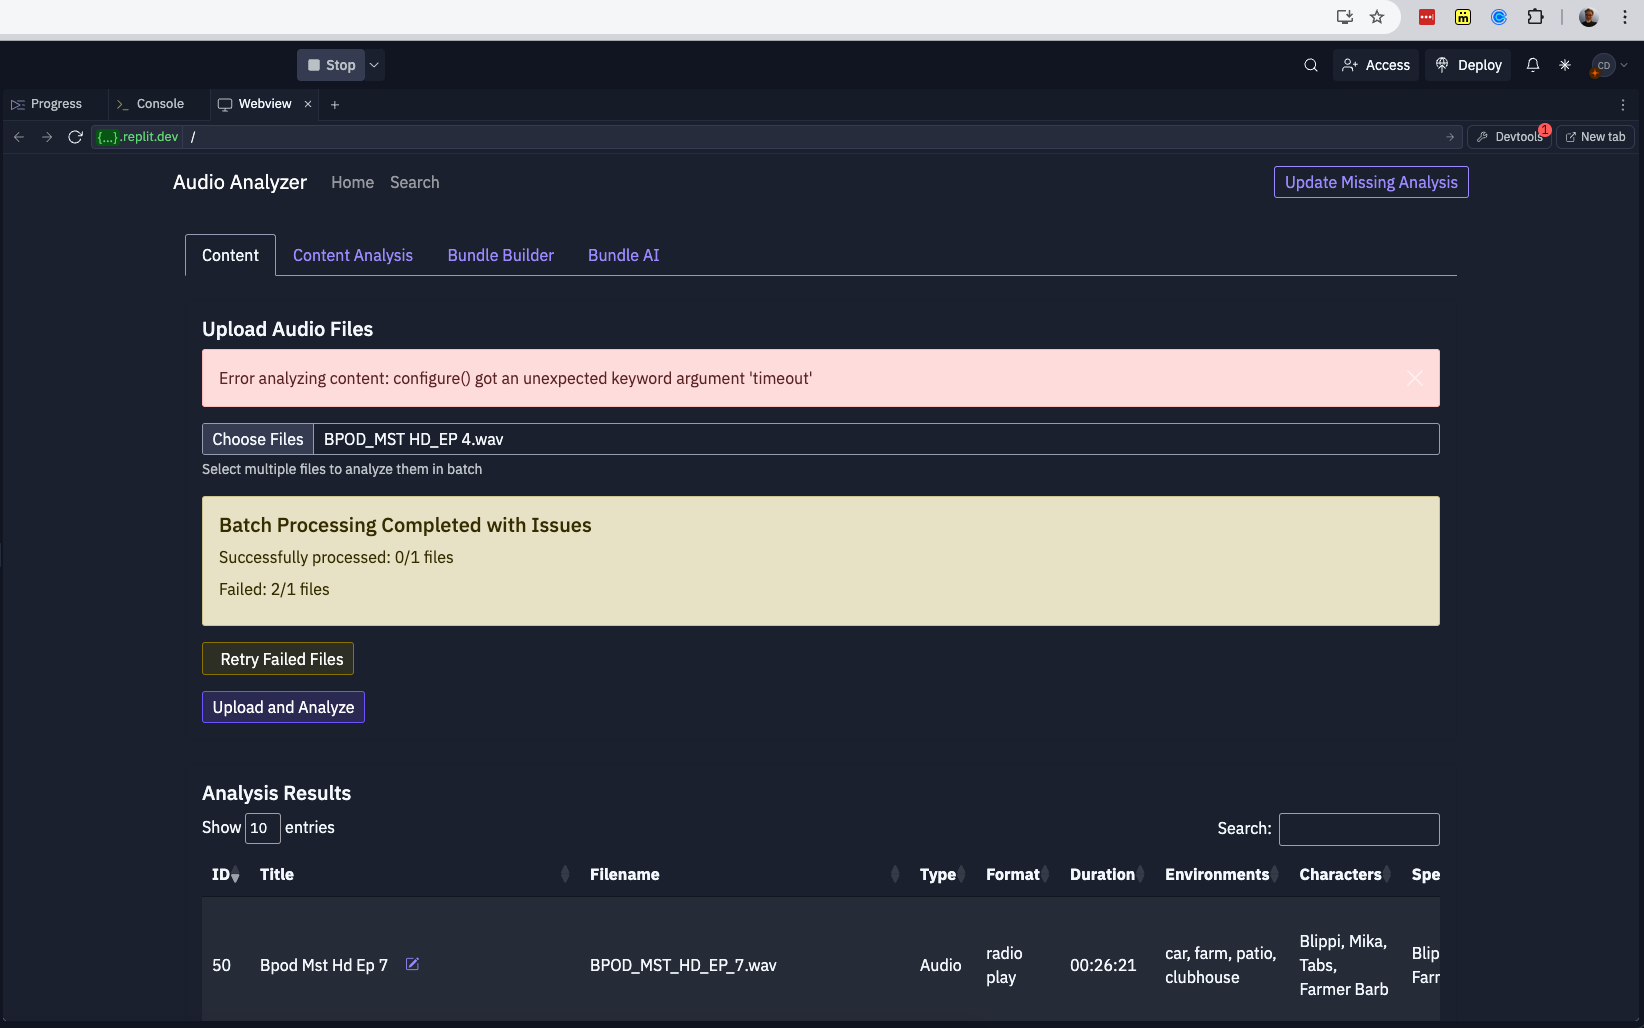 Stop
Access
Deploy
CD
Progress
Console
Webview
{...}.replit.dev /
Devtools
1
New tab
Audio Analyzer
Home
Search
Update Missing Analysis
Content
Content Analysis
Bundle Builder
Bundle AI
Upload Audio Files
Error analyzing content: configure() got an unexpected keyword argument 'timeout'
Choose Files
BPOD_MST HD_EP 4.wav
Select multiple files to analyze them in batch
Batch Processing Completed with Issues
Successfully processed: 0/1 files
Failed: 2/1 files
Retry Failed Files
Upload and Analyze
Analysis Results
Show 10 entries
Search:
ID Title Filename Type Format Duration Environments Characters Spe
50 Bpod Mst Hd Ep 7 BPOD_MST_HD_EP_7.wav Audio radio play 00:26:21 car, farm, patio, clubhouse Blippi, Mika, Tabs, Farmer Barb Blip Farr